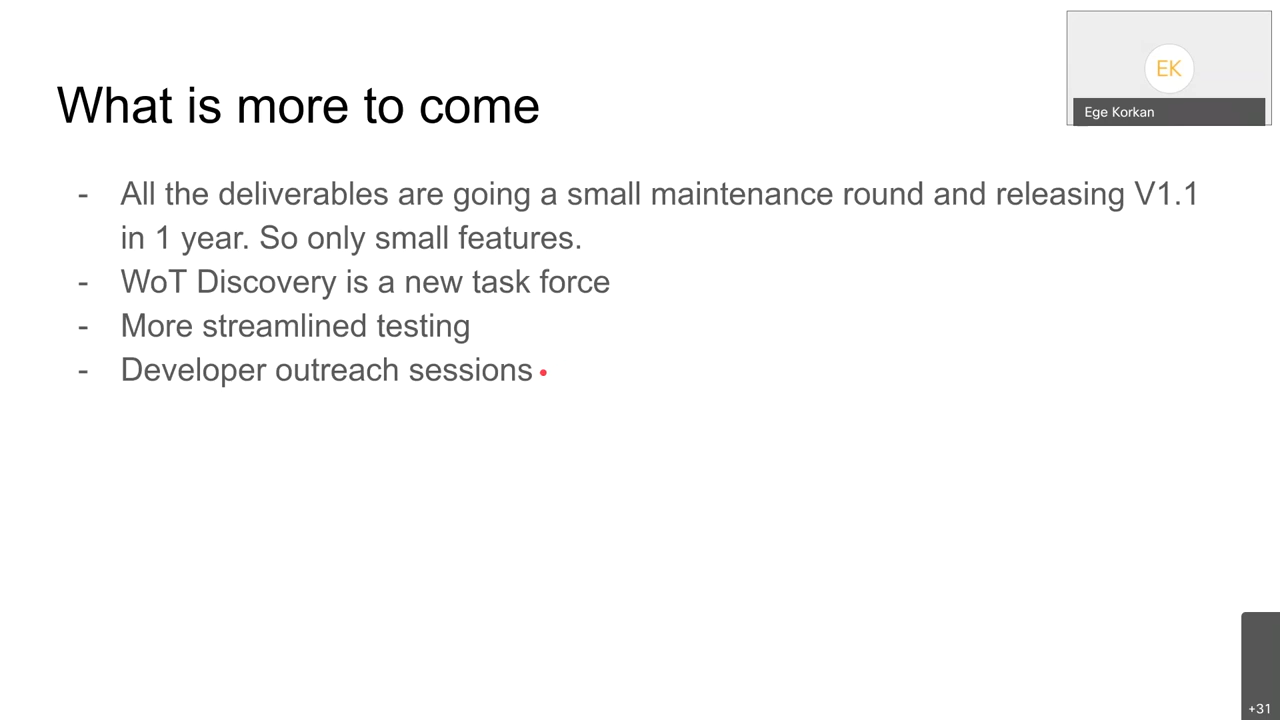 What is more to come
EK
Ege Korkan
- All the deliverables are going a small maintenance round and releasing V1.1
in 1 year. So only small features.
- WoT Discovery is a new task force
- More streamlined testing
- Developer outreach sessions
+31